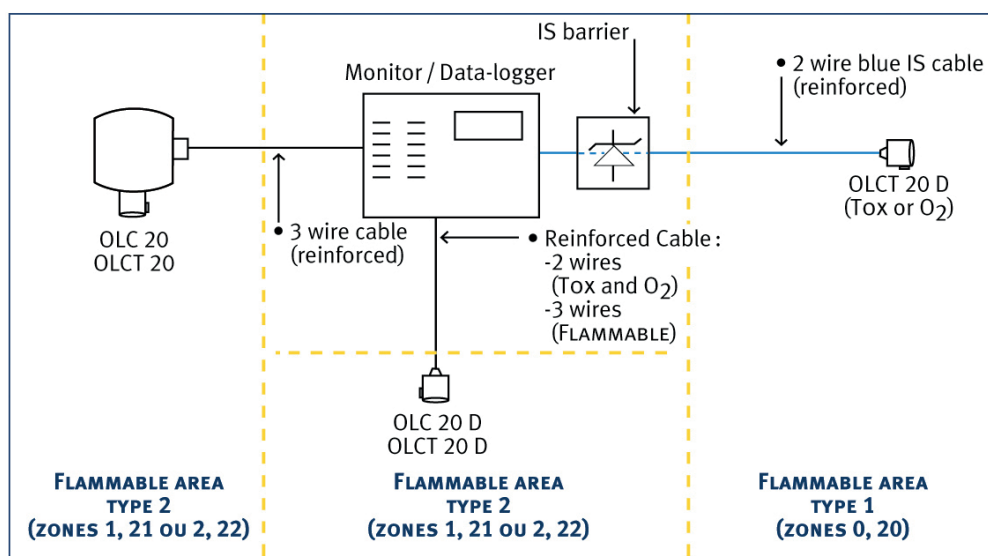 IS barrier
Monitor / Data-logger
• 2 wire blue IS cable
(reinforced)
OLCT 20 D
(Tox or O2)
OLC 20
OLCT 20
• 3 wire cable
(reinforced)
• Reinforced Cable :
-2 wires
(Tox and O2)
-3 wires
(FLAMMABLE)
OLC 20 D
OLCT 20 D
FLAMMABLE AREA
TYPE 2
(ZONES 1, 21 OU 2, 22)
FLAMMABLE AREA
TYPE 2
(ZONES 1, 21 OU 2, 22)
FLAMMABLE AREA
TYPE 1
(ZONES 0, 20)